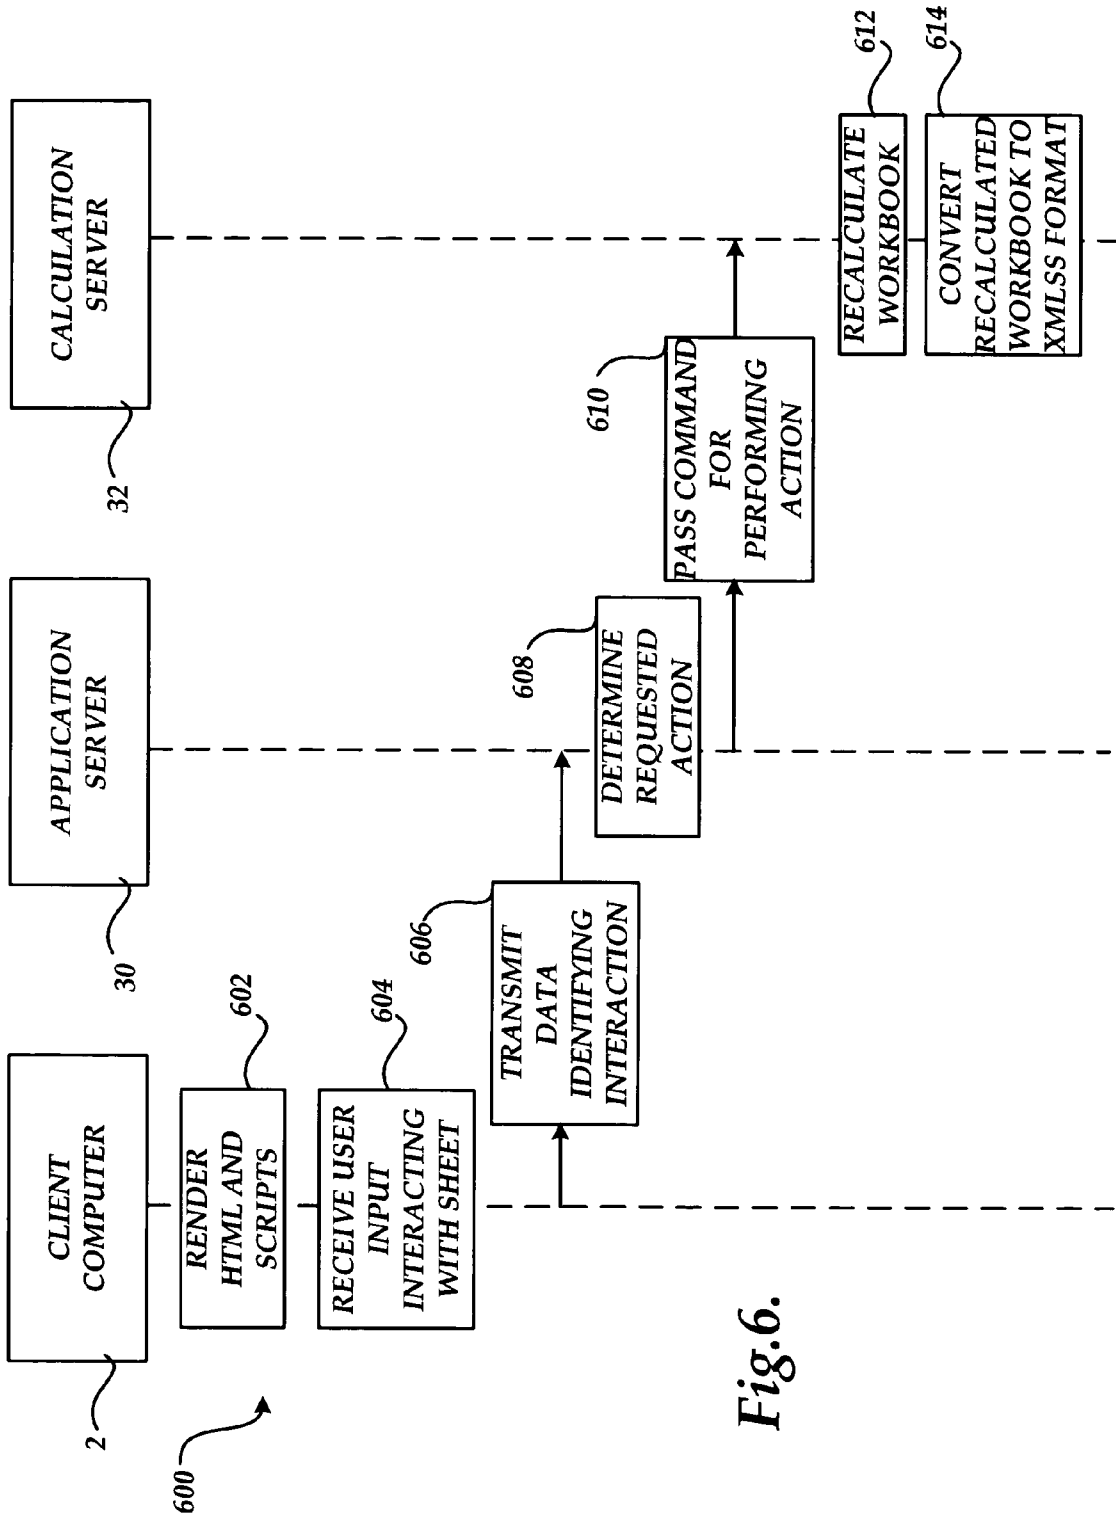 2
CLIENT
COMPUTER
30
APPLICATION
SERVER
32
CALCULATION
SERVER
600
602
RENDER
HTML AND
SCRIPTS
604
RECEIVE USER
INPUT
INTERACTING
WITH SHEET
606
TRANSMIT
DATA
IDENTIFYING
INTERACTION
608
DETERMINE
REQUESTED
ACTION
610
PASS COMMAND
FOR
PERFORMING
ACTION
612
RECALCULATE
WORKBOOK
614
CONVERT
RECALCULATED
WORKBOOK TO
XMLSS FORMAT
Fig.6.